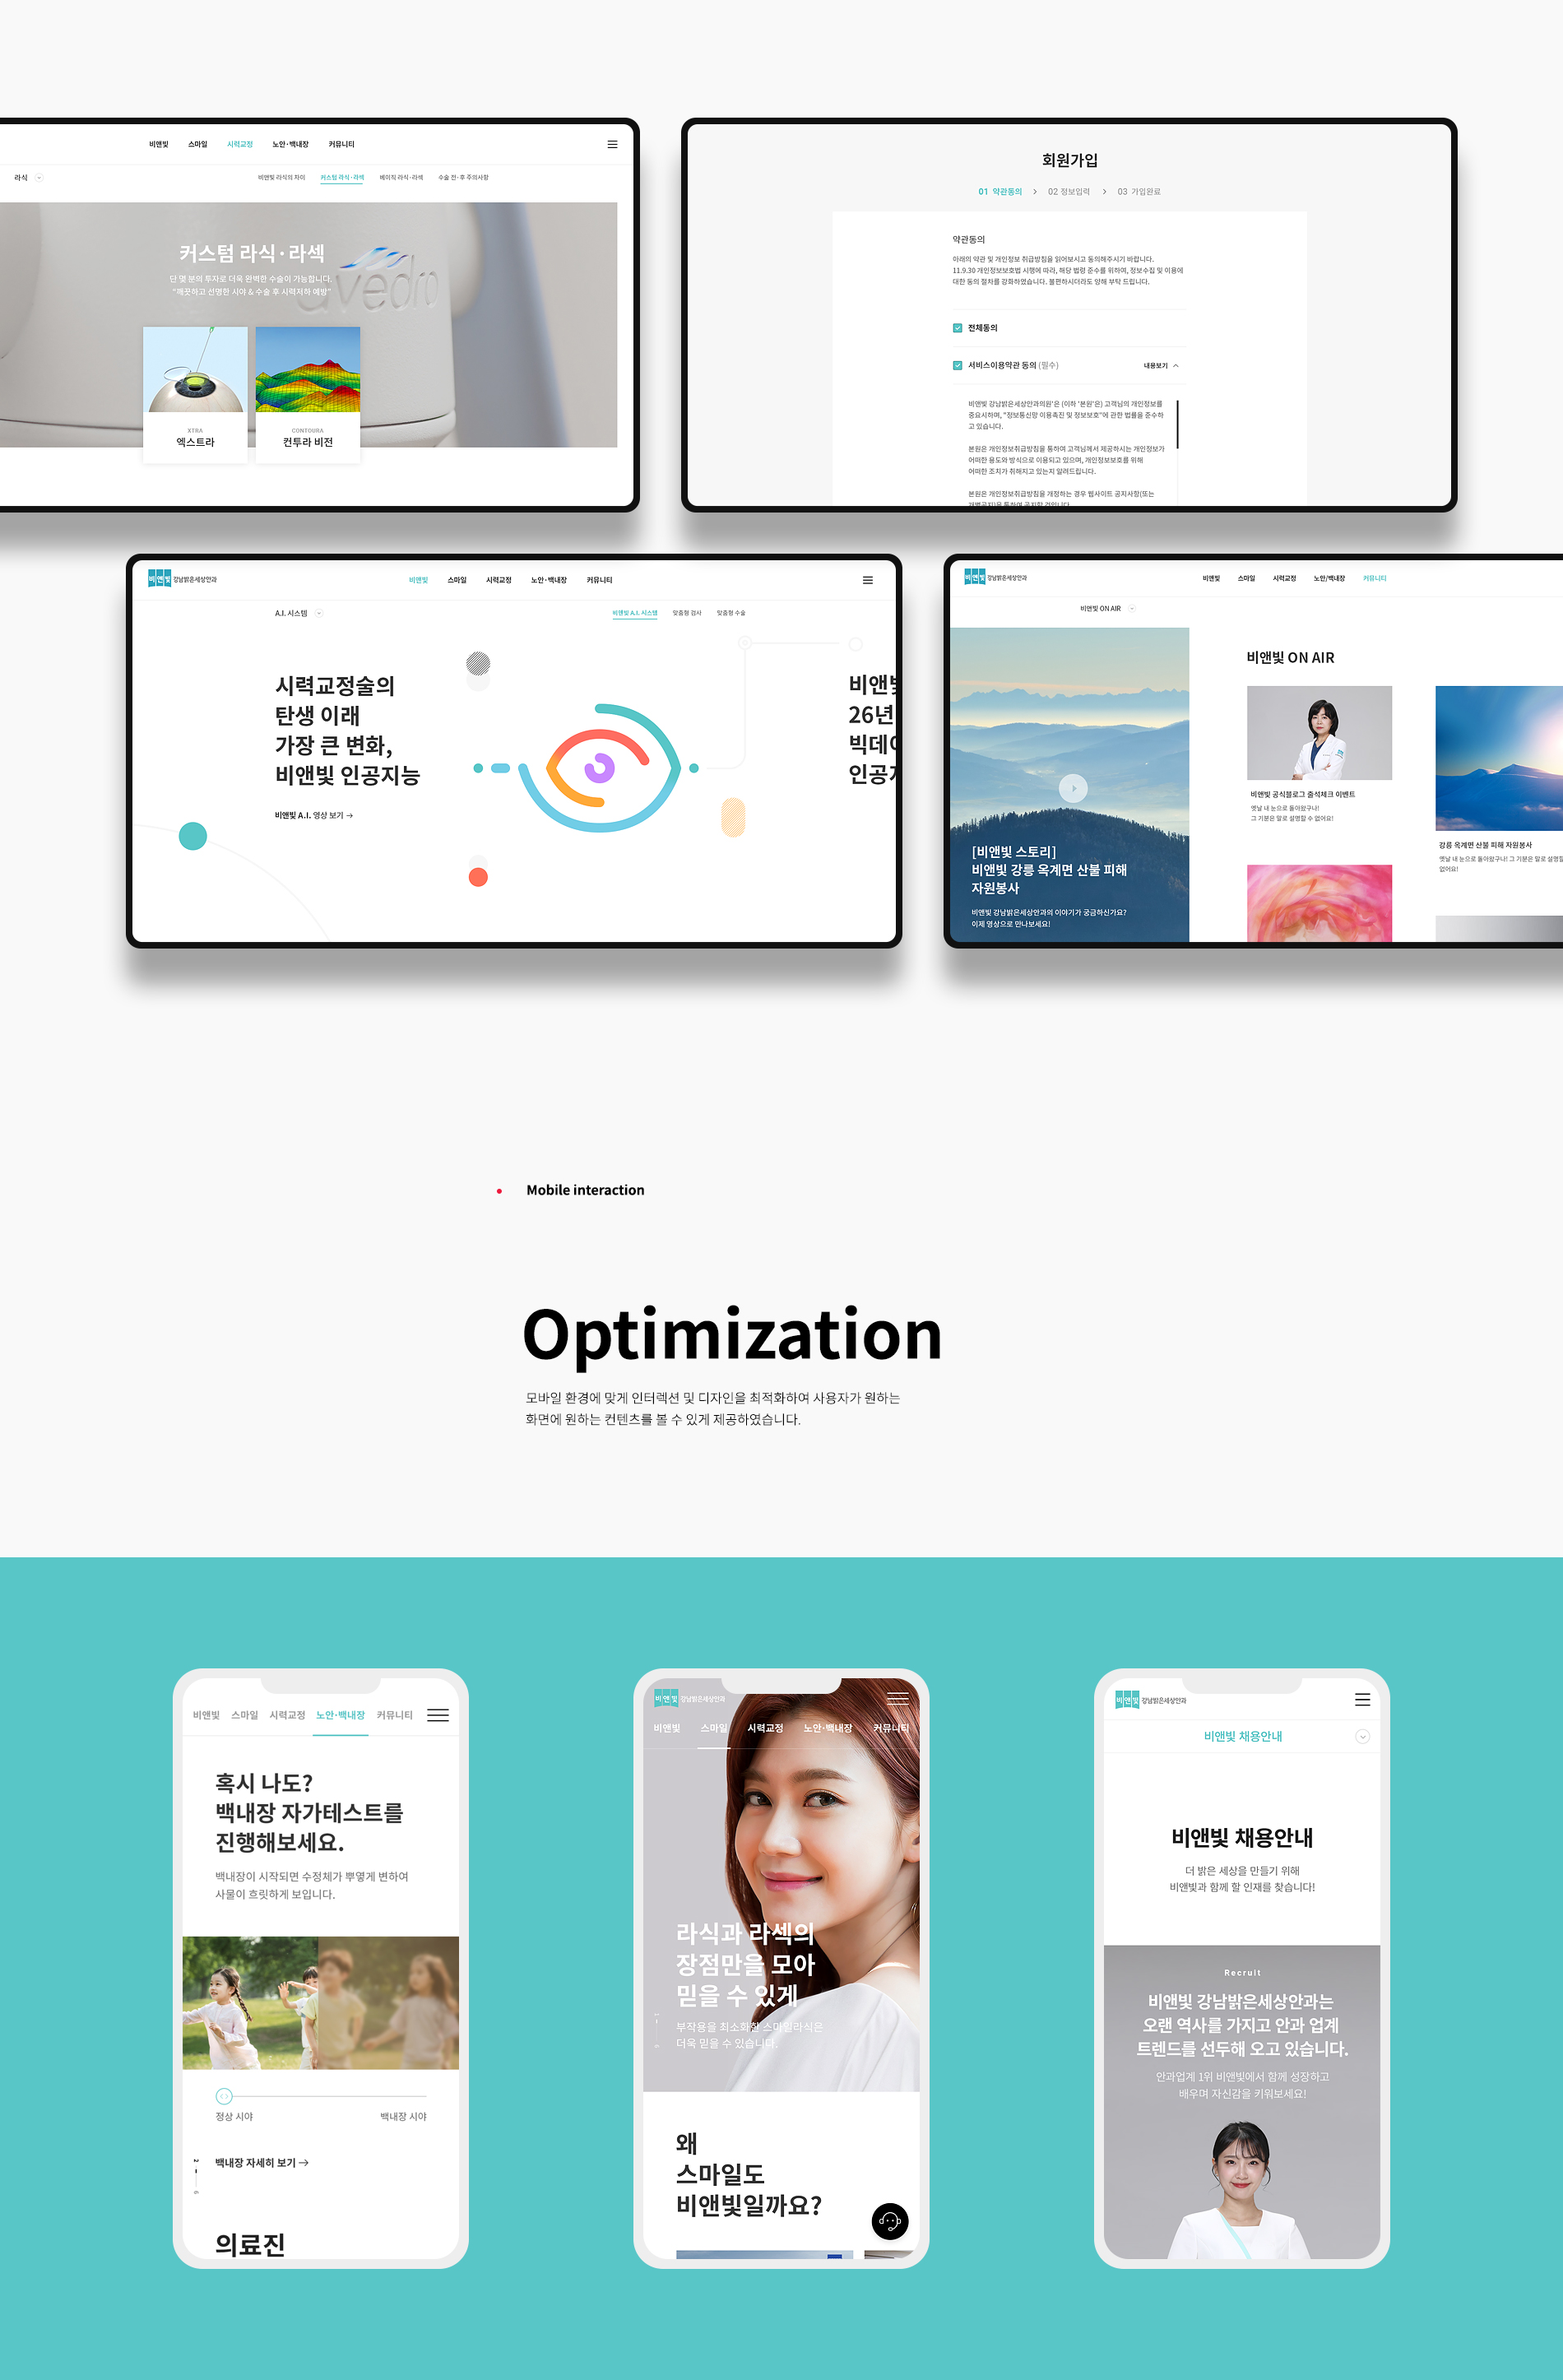 비앤빛 스마일 시력교정 노안·백내장 커뮤니티
라식 비앤빛 라식의 차이 커스텀 라식·라섹 베이직 라식·라섹 수술 전·후 주의사항
커스텀 라식·라섹
단 몇 분의 투자로 더욱 완벽한 수술이 가능합니다.
"깨끗하고 선명한 시야 & 수술 후 시력저하 예방"
avedro
XTRA
엑스트라
CONTOURA
컨투라 비전
회원가입
01 약관동의 > 02 정보입력 > 03 가입완료
약관동의
아래의 약관 및 개인정보 취급방침을 읽어보시고 동의해주시기 바랍니다.
11.9.30 개인정보보호법 시행에 따라, 해당 법령 준수를 위하여, 정보수집 및 이용에
대한 동의 절차를 강화하였습니다. 불편하시더라도 양해 부탁 드립니다.
전체동의
서비스이용약관 동의 (필수) 내용보기
비앤빛 강남밝은세상안과의원'은 (이하 '본원'은) 고객님의 개인정보를
중요시하며, "정보통신망 이용촉진 및 정보보호"에 관한 법률을 준수하
고 있습니다.
본원은 개인정보취급방침을 통하여 고객님께서 제공하시는 개인정보가
어떠한 용도와 방식으로 이용되고 있으며, 개인정보보호를 위해
어떠한 조치가 취해지고 있는지 알려드립니다.
본원은 개인정보취급방침을 개정하는 경우 웹사이트 공지사항(또는
개별공지)을 통하여 공지할 것입니다.
비앤빛 강남밝은세상안과 비앤빛 스마일 시력교정 노안·백내장 커뮤니티
A.I. 시스템 비앤빛 A.I. 시스템 맞춤형 검사 맞춤형 수술
시력교정술의
탄생 이래
가장 큰 변화,
비앤빛 인공지능
비앤빛 A.I. 영상 보기 →
비앤빛
26년
빅데이
인공지
비앤빛 강남밝은세상안과 비앤빛 스마일 시력교정 노안/백내장 커뮤니티
비앤빛 ON AIR
[비앤빛 스토리]
비앤빛 강릉 옥계면 산불 피해
자원봉사
비앤빛 강남밝은세상안과의 이야기가 궁금하신가요?
이제 영상으로 만나보세요!
비앤빛 ON AIR
비앤빛 공식블로그 출석체크 이벤트
옛날 내 눈으로 돌아왔구나!
그 기분은 말로 설명할 수 없어요!
강릉 옥계면 산불 피해 자원봉사
옛날 내 눈으로 돌아왔구나! 그 기분은 말로 설명할
없어요!
Mobile interaction
Optimization
모바일 환경에 맞게 인터렉션 및 디자인을 최적화하여 사용자가 원하는
화면에 원하는 컨텐츠를 볼 수 있게 제공하였습니다.
비앤빛 스마일 시력교정 노안·백내장 커뮤니티
혹시 나도?
백내장 자가테스트를
진행해보세요.
백내장이 시작되면 수정체가 뿌옇게 변하여
사물이 흐릿하게 보입니다.
정상 시야 백내장 시야
백내장 자세히 보기 →
2
6
의료진
비앤빛 강남밝은세상안과
비앤빛 스마일 시력교정 노안·백내장 커뮤니티
라식과 라섹의
장점만을 모아
믿을 수 있게
부작용을 최소화한 스마일라식은
더욱 믿을 수 있습니다.
왜
스마일도
비앤빛일까요?
비앤빛 강남밝은세상안과
비앤빛 채용안내
비앤빛 채용안내
더 밝은 세상을 만들기 위해
비앤빛과 함께 할 인재를 찾습니다!
Recruit
비앤빛 강남밝은세상안과는
오랜 역사를 가지고 안과 업계
트렌드를 선두해 오고 있습니다.
안과업계 1위 비앤빛에서 함께 성장하고
배우며 자신감을 키워보세요!